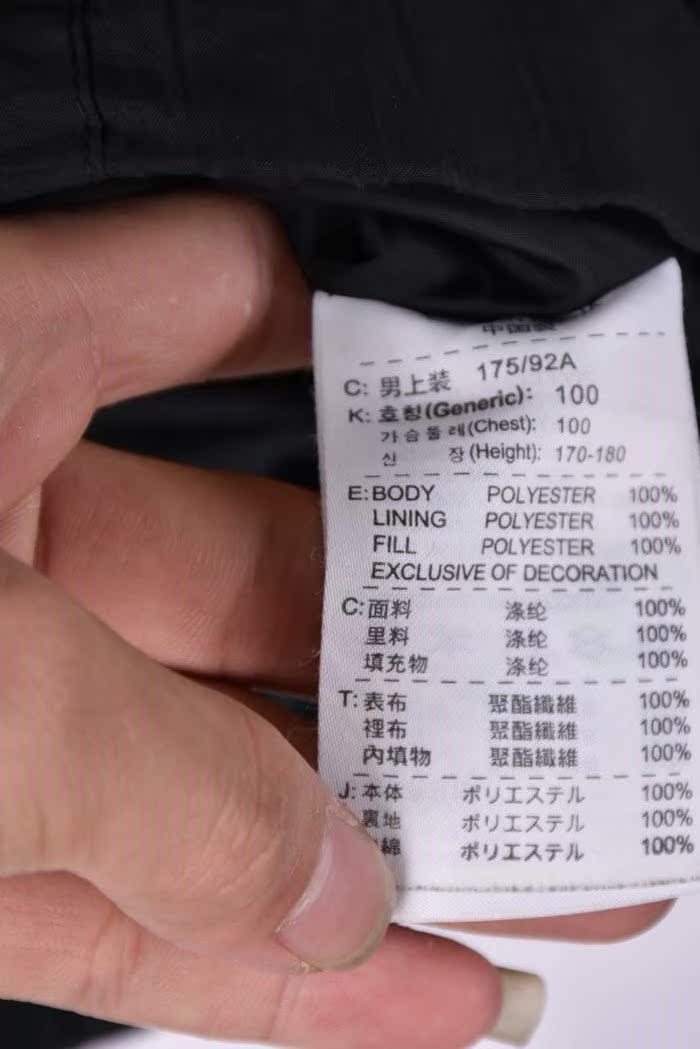 中国製
C: 男上装 175/92A
K: 호칭(Generic): 100
가슴둘레(Chest): 100
신 장(Height): 170-180
E: BODY POLYESTER 100%
LINING POLYESTER 100%
FILL POLYESTER 100%
EXCLUSIVE OF DECORATION
C: 面料 涤纶 100%
里料 涤纶 100%
填充物 涤纶 100%
T: 表布 聚酯纖維 100%
裡布 聚酯纖維 100%
內填物 聚酯纖維 100%
J: 本体 ポリエステル 100%
裏地 ポリエステル 100%
綿 ポリエステル 100%